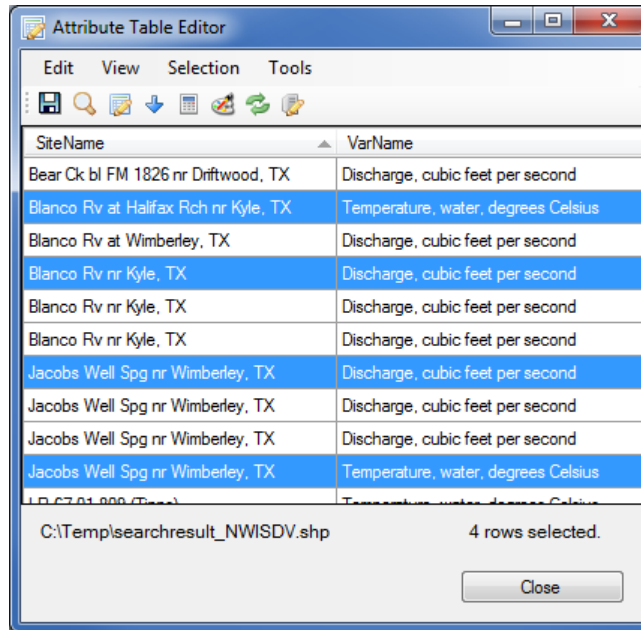 Attribute Table Editor
Edit View Selection Tools
SiteName VarName
Bear Ck bl FM 1826 nr Driftwood, TX Discharge, cubic feet per second
Blanco Rv at Halifax Rch nr Kyle, TX Temperature, water, degrees Celsius
Blanco Rv at Wimberley, TX Discharge, cubic feet per second
Blanco Rv nr Kyle, TX Discharge, cubic feet per second
Blanco Rv nr Kyle, TX Discharge, cubic feet per second
Blanco Rv nr Kyle, TX Discharge, cubic feet per second
Jacobs Well Spg nr Wimberley, TX Discharge, cubic feet per second
Jacobs Well Spg nr Wimberley, TX Discharge, cubic feet per second
Jacobs Well Spg nr Wimberley, TX Discharge, cubic feet per second
Jacobs Well Spg nr Wimberley, TX Temperature, water, degrees Celsius
Temperature, water, degrees Celsius
C:\Temp\searchresult_NWISDV.shp 4 rows selected.
Close